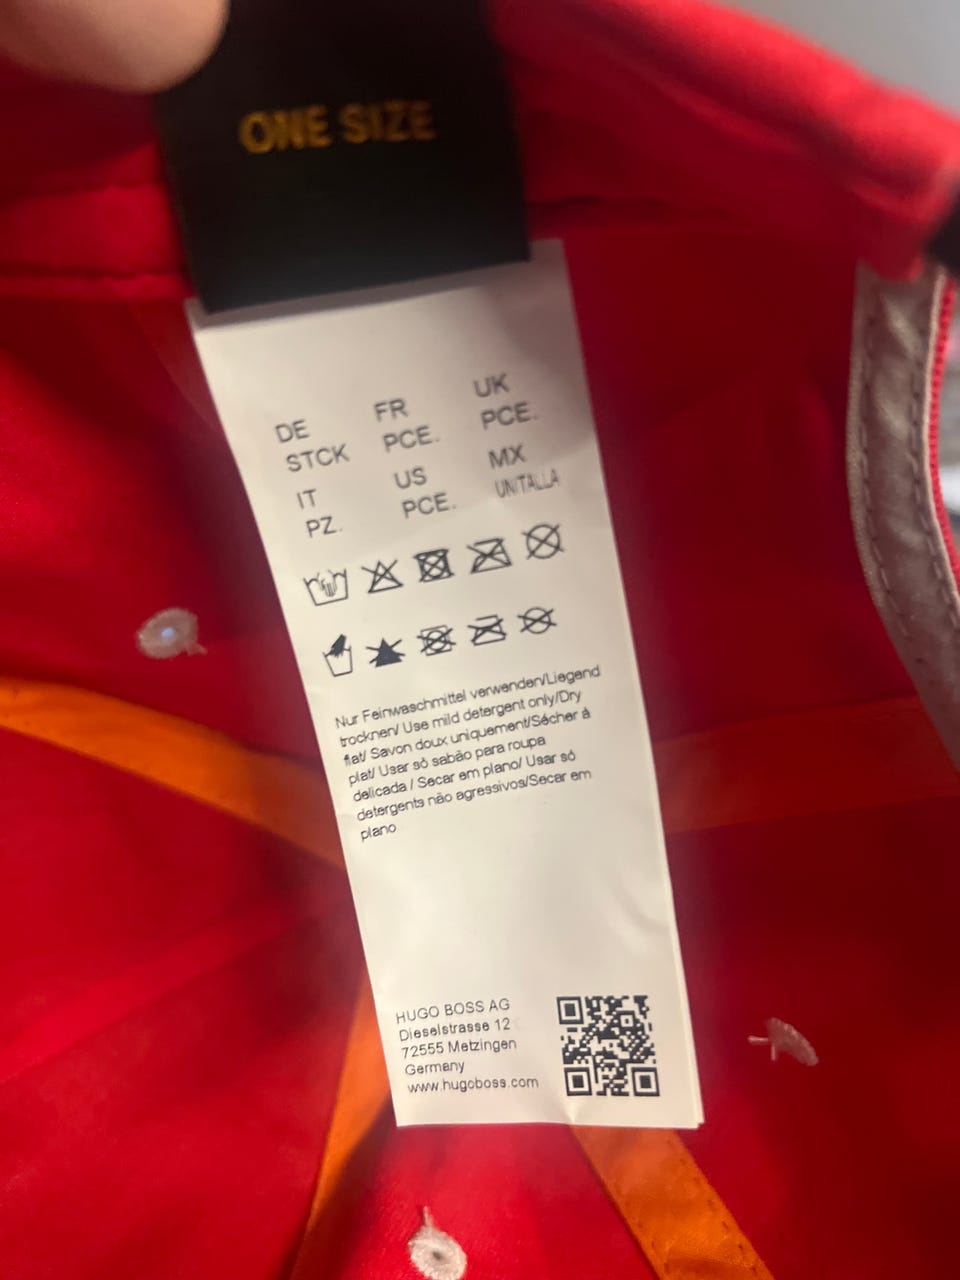 ONE SIZE
DE FR UK
STCK PCE. PCE.
IT US MX
PZ. PCE. UNITALLA
Nur Feinwaschmittel verwenden/Liegend
trocknen/ Use mild detergent only/Dry
flat/ Savon doux uniquement/Sécher à
plat/ Usar só sabão para roupa
delicada / Secar em plano/ Usar só
detergents não agressivos/Secar em
plano
HUGO BOSS AG
Dieselstrasse 12
72555 Metzingen
Germany
www.hugoboss.com